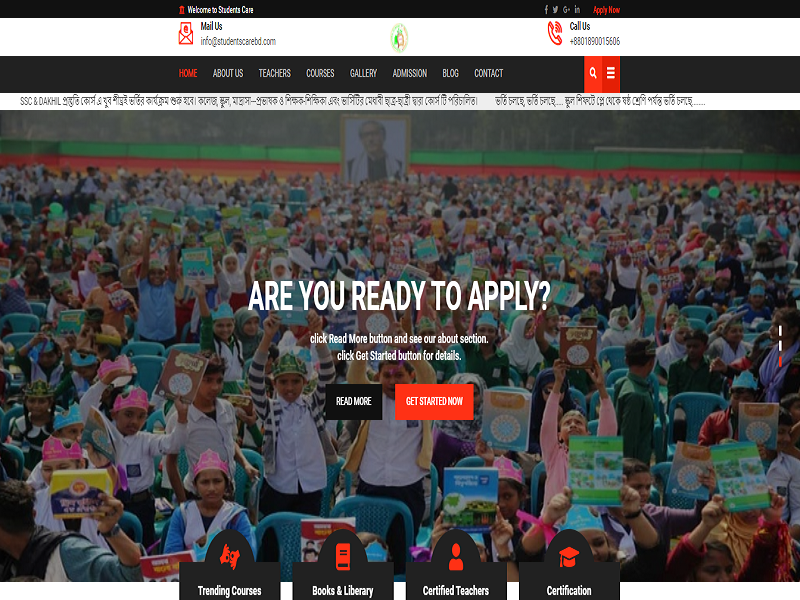 Welcome to Students Care
Apply Now
Mail Us
info@studentscarebd.com
Call Us
+8801890015606
HOME ABOUT US TEACHERS COURSES GALLERY ADMISSION BLOG CONTACT
SSC & DAKHIL প্রস্তুতি কোর্স এ খুব শীঘ্রই ভর্তির কার্যক্রম শুরু হবে। কলেজ, স্কুল, মাদ্রাসা-প্রভাষক ও শিক্ষক-শিক্ষিকা এবং ভার্সিটির মেধাবী ছাত্র-ছাত্রী দ্বারা কোর্স টি পরিচালিত। ভর্তি চলছে, ভর্তি চলছে..... স্কুল শিফটে প্লে থেকে ষষ্ঠ শ্রেণি পর্যন্ত ভর্তি চলছে........
ARE YOU READY TO APPLY?
click Read More button and see our about section.
click Get Started button for details.
READ MORE
GET STARTED NOW
Trending Courses
Books & Liberary
Certified Teachers
Certification